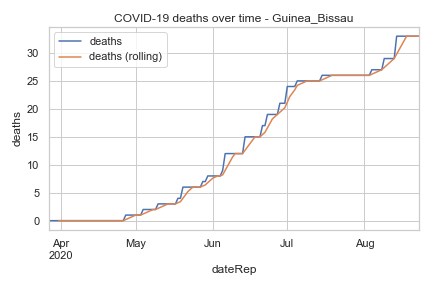 COVID-19 deaths over time - Guinea_Bissau
deaths
deaths (rolling)
deaths
30
25
20
15
10
5
0
Apr May Jun Jul Aug
2020
dateRep